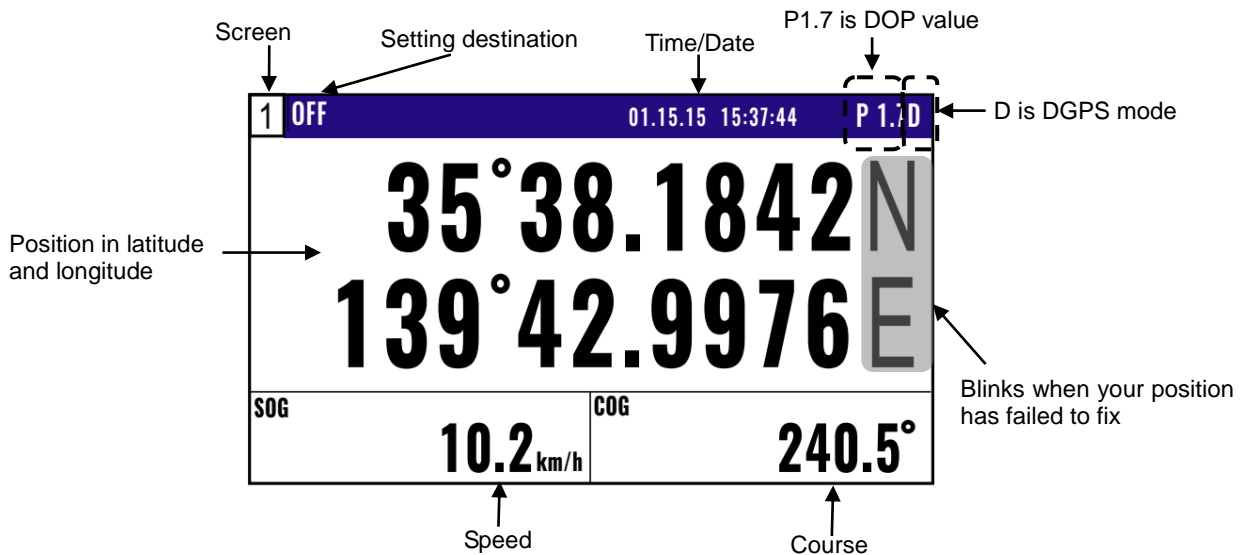 P1.7 is DOP value
Screen
Setting destination
Time/Date
1 OFF 01.15.15 15:37:44 P 1.7D
D is DGPS mode
35°38.1842N
Position in latitude
and longitude
139°42.9976E
Blinks when your position
has failed to fix
SOG
COG
10.2km/h
240.5°
Speed
Course